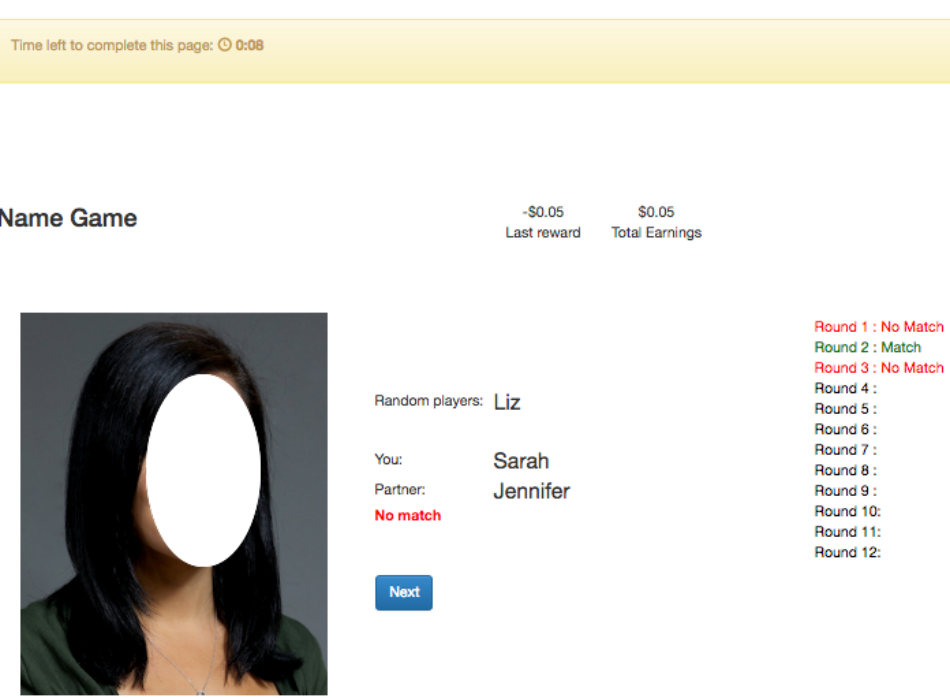 Time left to complete this page: 0:08
Name Game
-$0.05 $0.05
Last reward Total Earnings
Random players: Liz
You: Sarah
Partner: Jennifer
No match
Next
Round 1 : No Match
Round 2 : Match
Round 3 : No Match
Round 4 :
Round 5 :
Round 6 :
Round 7 :
Round 8 :
Round 9 :
Round 10:
Round 11:
Round 12: